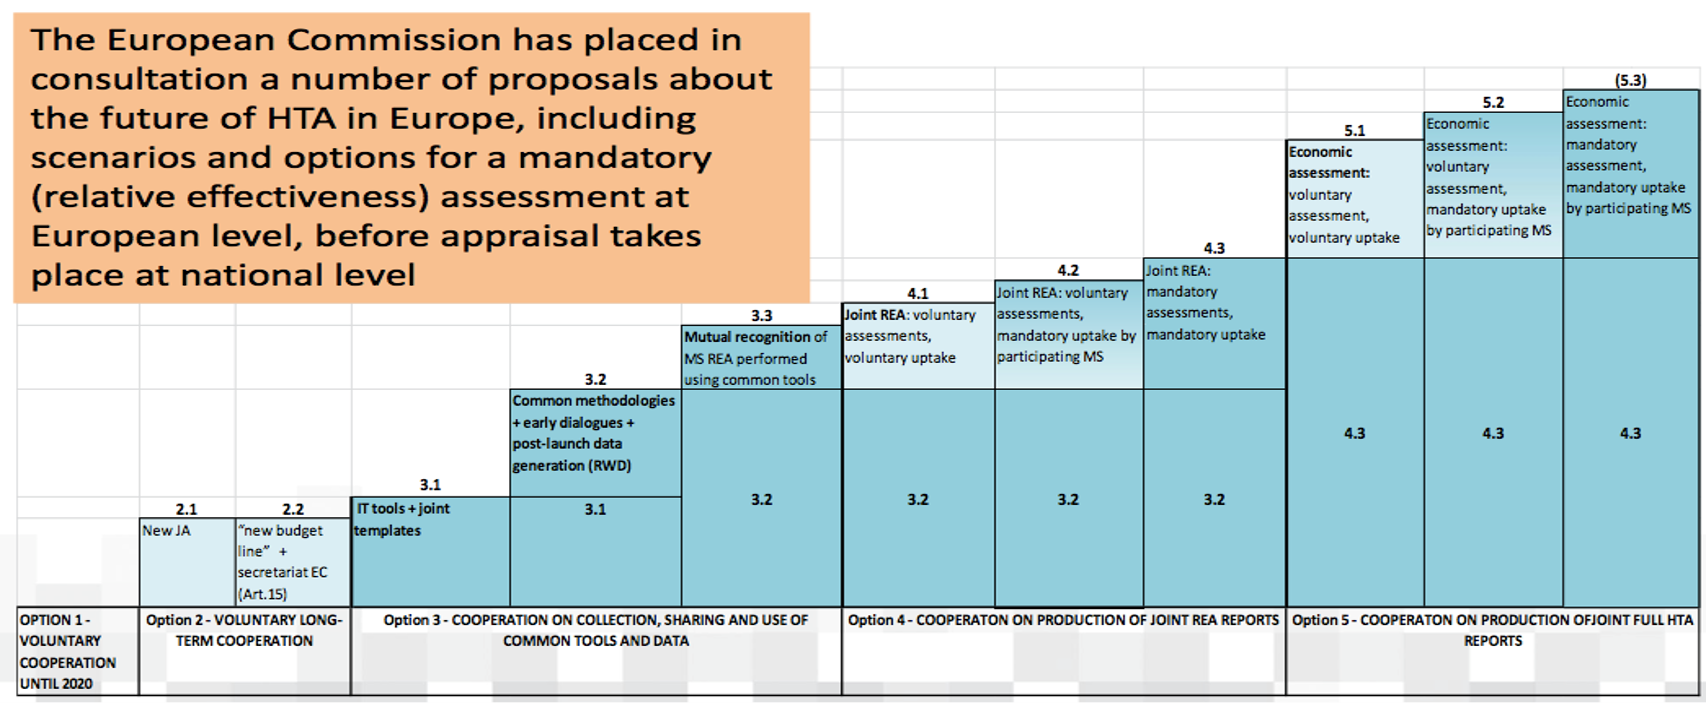 The European Commission has placed in
consultation a number of proposals about
the future of HTA in Europe, including
scenarios and options for a mandatory
(relative effectiveness) assessment at
European level, before appraisal takes
place at national level
2.1
New JA
2.2
"new budget
line" +
secretariat EC
(Art.15)
3.1
IT tools + joint
templates
3.2
Common methodologies
+ early dialogues +
post-launch data
generation (RWD)
3.1
3.3
Mutual recognition of
MS REA performed
using common tools
3.2
4.1
Joint REA: voluntary
assessments,
voluntary uptake
3.2
4.2
Joint REA: voluntary
assessments,
mandatory uptake by
participating MS
3.2
4.3
Joint REA:
mandatory
assessments,
mandatory uptake
3.2
5.1
Economic
assessment:
voluntary
assessment,
voluntary uptake
4.3
5.2
Economic
assessment:
voluntary
assessment,
mandatory uptake
by participating MS
4.3
(5.3)
Economic
assessment:
mandatory
assessment,
mandatory uptake
by participating MS
4.3
OPTION 1 -
VOLUNTARY
COOPERATION
UNTIL 2020
Option 2 - VOLUNTARY LONG-
TERM COOPERATION
Option 3 - COOPERATION ON COLLECTION, SHARING AND USE OF
COMMON TOOLS AND DATA
Option 4 - COOPERATON ON PRODUCTION OF JOINT REA REPORTS
Option 5 - COOPERATON ON PRODUCTION OFJOINT FULL HTA
REPORTS